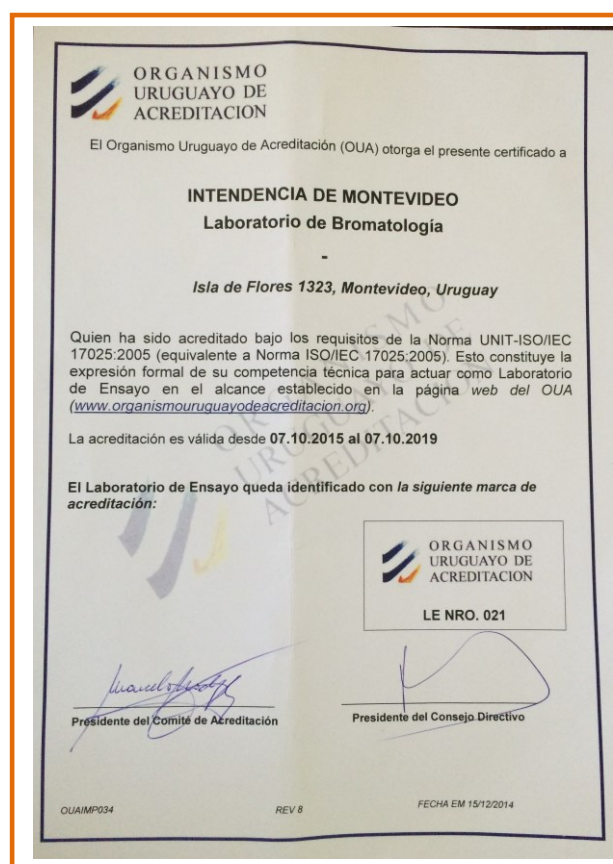 ORGANISMO
URUGUAYO DE
ACREDITACION
El Organismo Uruguayo de Acreditación (OUA) otorga el presente certificado a
INTENDENCIA DE MONTEVIDEO
Laboratorio de Bromatología
-
Isla de Flores 1323, Montevideo, Uruguay
Quien ha sido acreditado bajo los requisitos de la Norma UNIT-ISO/IEC
17025:2005 (equivalente a Norma ISO/IEC 17025:2005). Esto constituye la
expresión formal de su competencia técnica para actuar como Laboratorio
de Ensayo en el alcance establecido en la página web del OUA
(www.organismouruguayodeacreditacion.org).
La acreditación es válida desde 07.10.2015 al 07.10.2019
El Laboratorio de Ensayo queda identificado con la siguiente marca de
acreditación:
ORGANISMO
URUGUAYO DE
ACREDITACION
ORGANISMO
URUGUAYO DE
ACREDITACION
LE NRO. 021
Presidente del Comité de Acreditación
Presidente del Consejo Directivo
OUAIMP034
REV 8
FECHA EM 15/12/2014